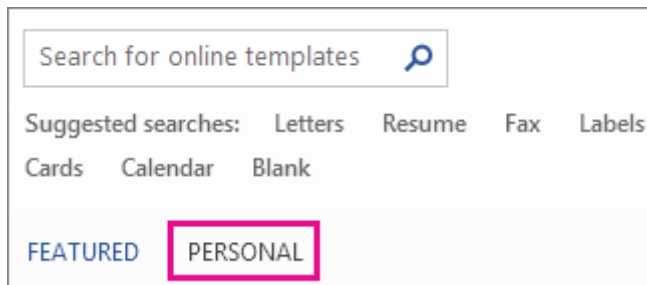 Search for online templates
Suggested searches: Letters Resume Fax Labels
Cards Calendar Blank
FEATURED PERSONAL